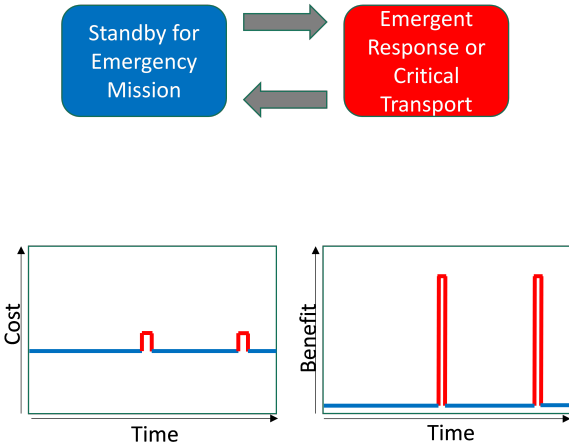 Standby for
Emergency
Mission
Emergent
Response or
Critical
Transport
Cost
Time
Benefit
Time